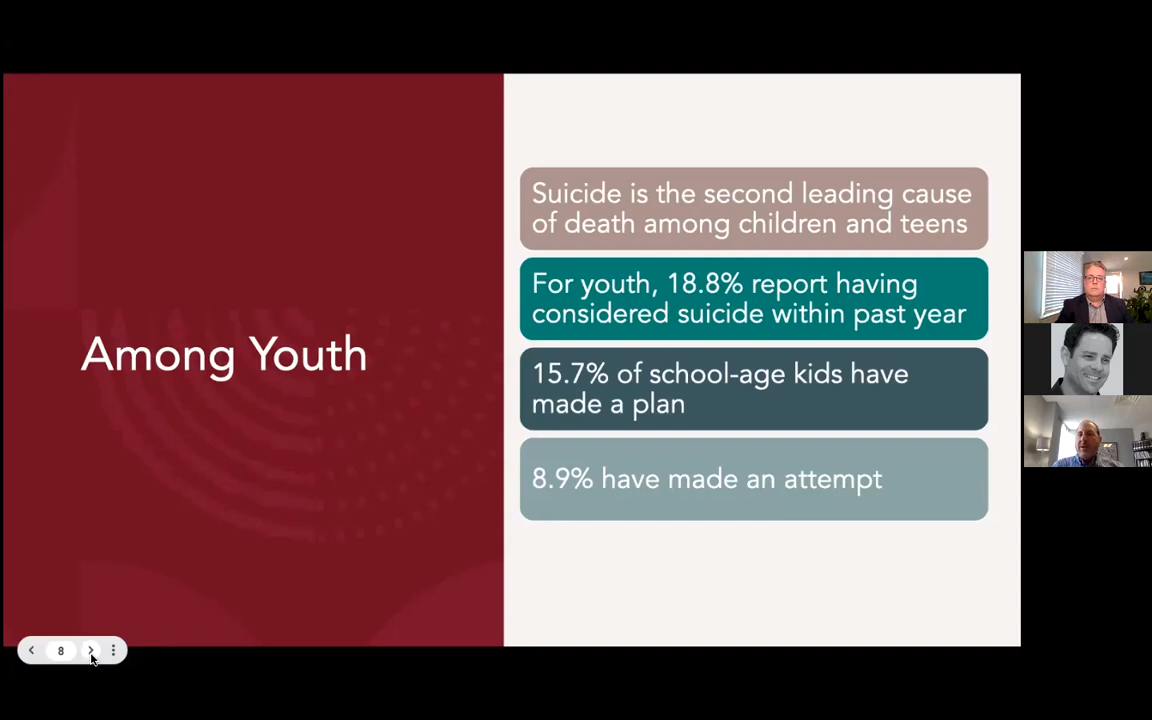 Among Youth
Suicide is the second leading cause
of death among children and teens
For youth, 18.8% report having
considered suicide within past year
15.7% of school-age kids have
made a plan
8.9% have made an attempt
8